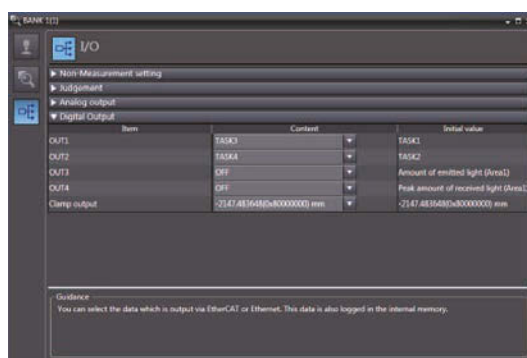 BANK 1(1)
I/O
Non-Measurement setting
Judgement
Analog output
Digital Output
Item Content Initial value
OUT1 TASK3 TASK1
OUT2 TASK4 TASK2
OUT3 OFF Amount of emitted light (Area1)
OUT4 OFF Peak amount of received light (Area1
Clamp output -2147.483648(0x80000000) mm -2147.483648(0x80000000) mm
Guidance
You can select the data which is output via EtherCAT or Ethernet. This data is also logged in the internal memory.